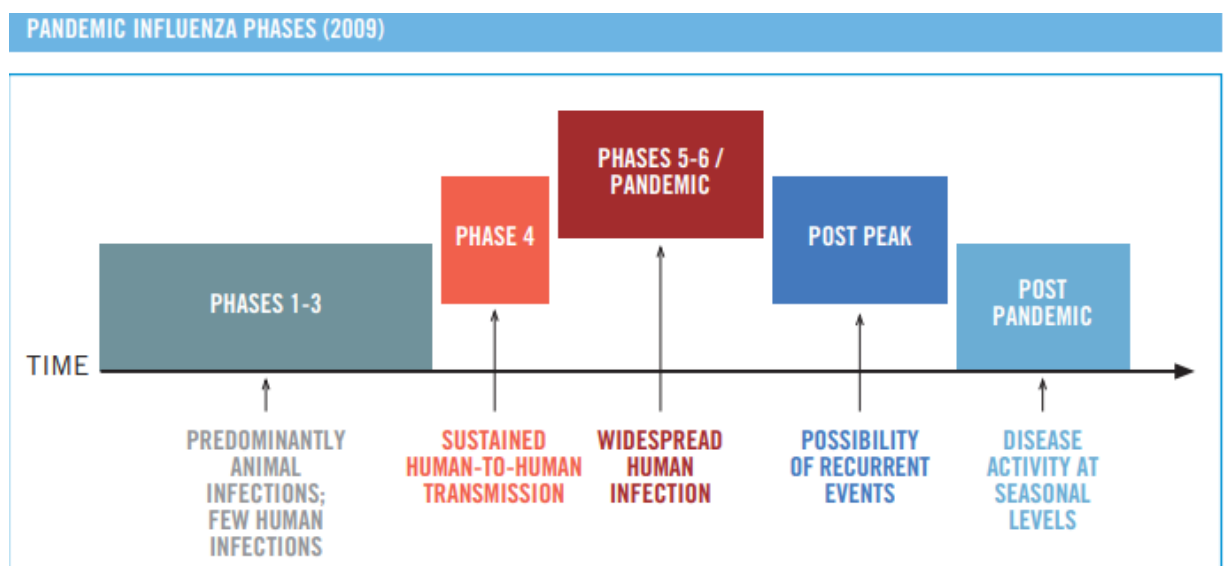 PANDEMIC INFLUENZA PHASES (2009)
PHASES 1-3
PHASE 4
PHASES 5-6 /
PANDEMIC
POST PEAK
POST
PANDEMIC
TIME
PREDOMINANTLY
ANIMAL
INFECTIONS;
FEW HUMAN
INFECTIONS
SUSTAINED
HUMAN-TO-HUMAN
TRANSMISSION
WIDESPREAD
HUMAN
INFECTION
POSSIBILITY
OF RECURRENT
EVENTS
DISEASE
ACTIVITY AT
SEASONAL
LEVELS